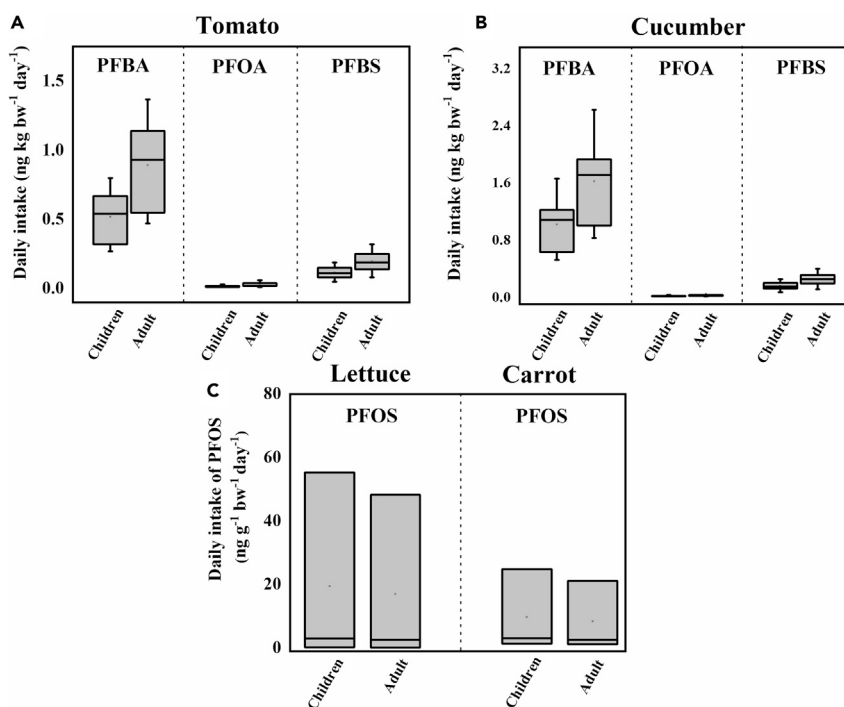 A
Tomato
Daily intake (ng kg bw⁻¹ day⁻¹)
1.5
1.0
0.5
0.0
PFBA
PFOA
PFBS
Children
Adult
Children
Adult
Children
Adult
B
Cucumber
Daily intake (ng kg bw⁻¹ day⁻¹)
3.2
2.4
1.6
0.8
0.0
PFBA
PFOA
PFBS
Children
Adult
Children
Adult
Children
Adult
C
Lettuce
Carrot
Daily intake of PFOS
(ng g⁻¹ bw⁻¹ day⁻¹)
80
60
40
20
0
PFOS
PFOS
Children
Adult
Children
Adult